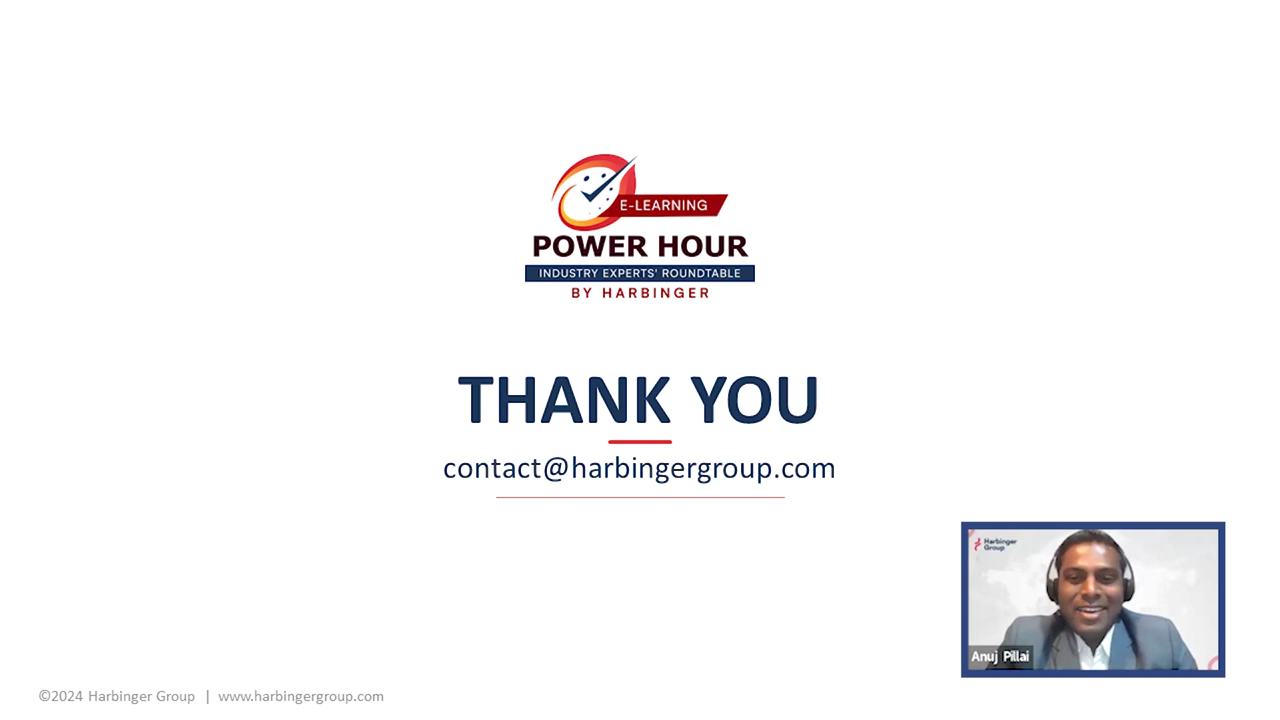 E-LEARNING
POWER HOUR
INDUSTRY EXPERTS' ROUNDTABLE
BY HARBINGER
THANK YOU
contact@harbingergroup.com
Harbinger
Group
Anuj Pillai
©2024 Harbinger Group | www.harbingergroup.com